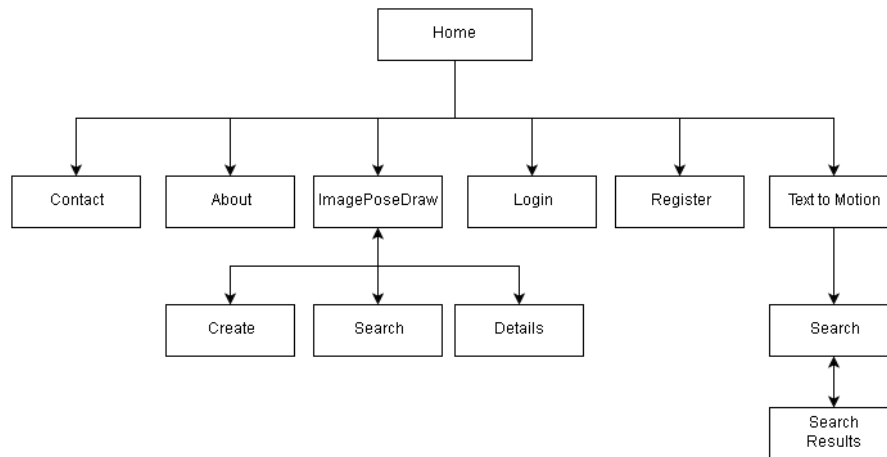 Home
Contact
About
ImagePoseDraw
Login
Register
Text to Motion
Create
Search
Details
Search
Search
Results